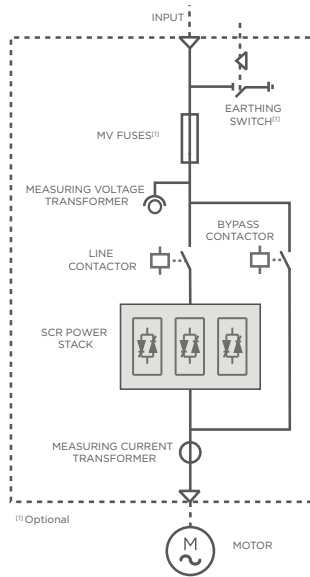 INPUT
EARTHING
SWITCH[1]
MV FUSES[1]
MEASURING VOLTAGE
TRANSFORMER
BYPASS
CONTACTOR
LINE
CONTACTOR
SCR POWER
STACK
MEASURING CURRENT
TRANSFORMER
[1] Optional
M
MOTOR